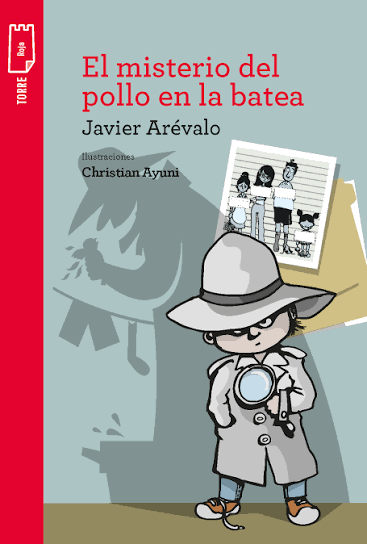 TORRE
Roja
El misterio del
pollo en la batea
Javier Arévalo
Ilustraciones
Christian Ayuni